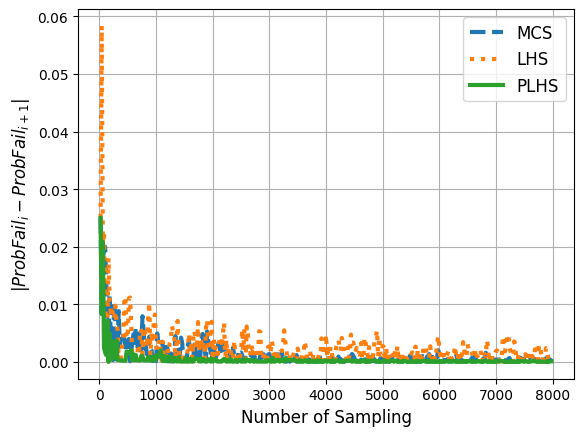 0.06
0.05
0.04
0.03
0.02
0.01
0.00
|ProbFail_i − ProbFail_{i+1}|
MCS
LHS
PLHS
0 1000 2000 3000 4000 5000 6000 7000 8000
Number of Sampling